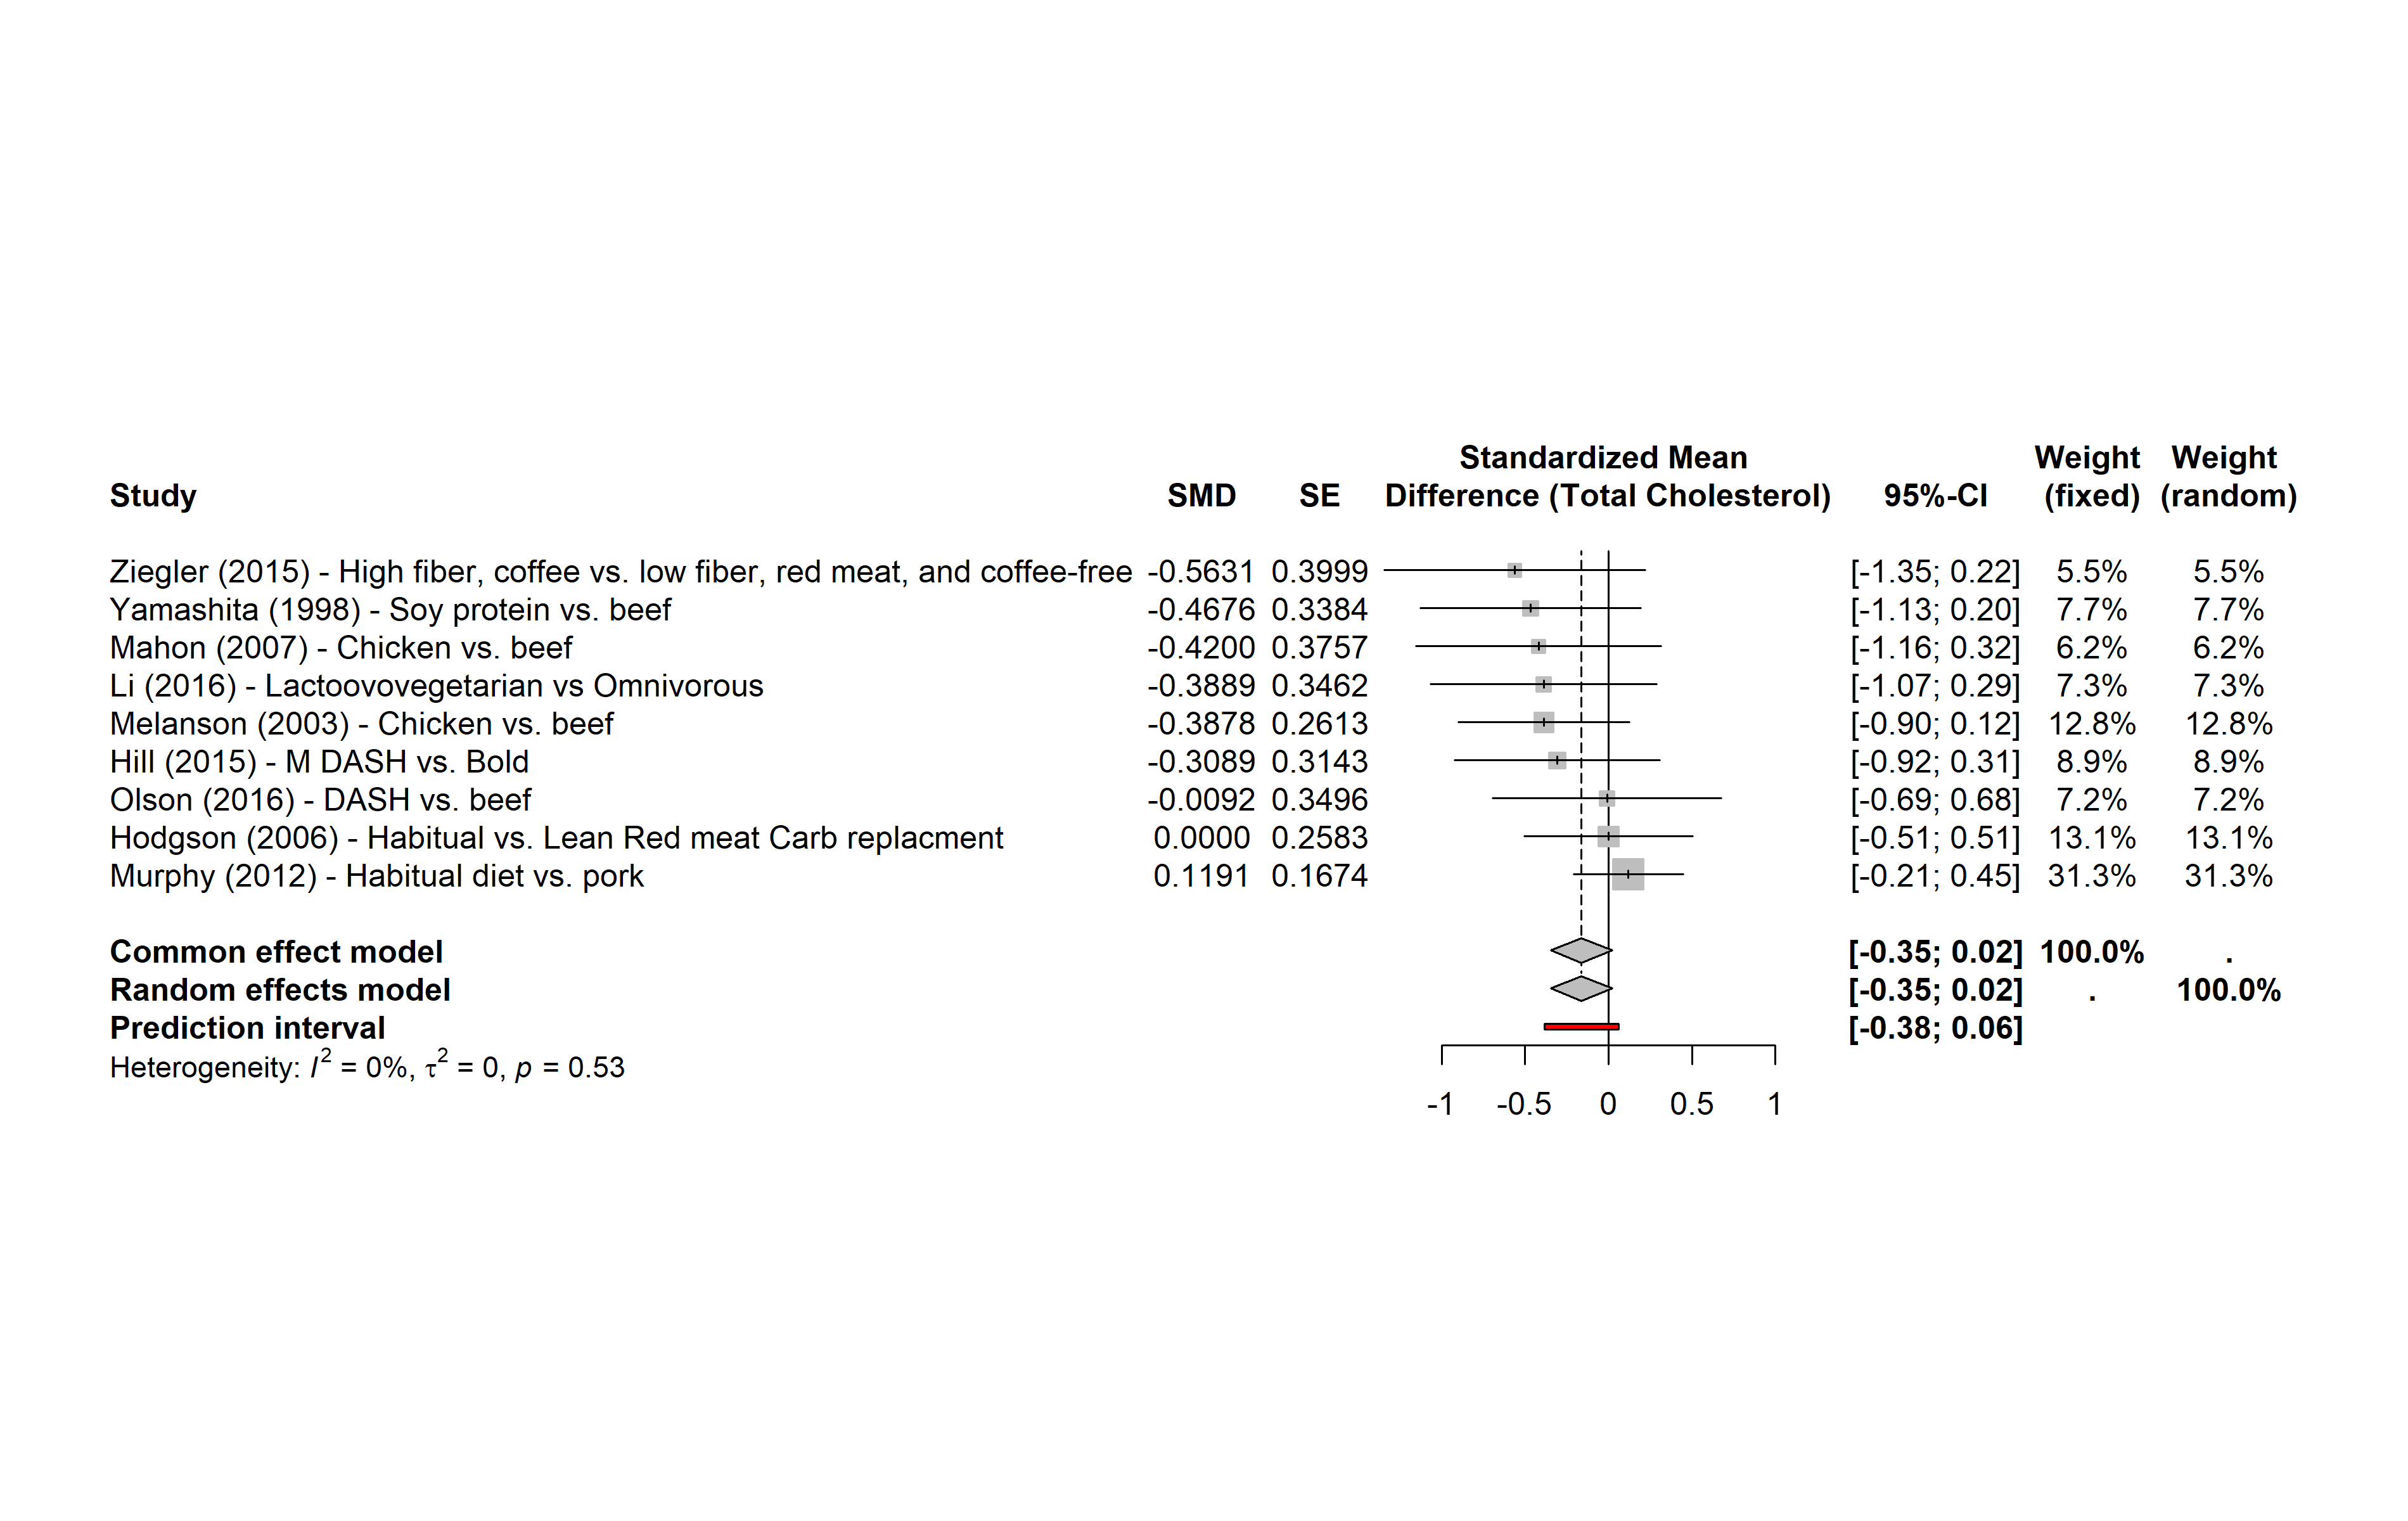 Standardized Mean Weight Weight
Study SMD SE Difference (Total Cholesterol) 95%-CI (fixed) (random)
Ziegler (2015) - High fiber, coffee vs. low fiber, red meat, and coffee-free -0.5631 0.3999 [-1.35; 0.22] 5.5% 5.5%
Yamashita (1998) - Soy protein vs. beef -0.4676 0.3384 [-1.13; 0.20] 7.7% 7.7%
Mahon (2007) - Chicken vs. beef -0.4200 0.3757 [-1.16; 0.32] 6.2% 6.2%
Li (2016) - Lactoovovegetarian vs Omnivorous -0.3889 0.3462 [-1.07; 0.29] 7.3% 7.3%
Melanson (2003) - Chicken vs. beef -0.3878 0.2613 [-0.90; 0.12] 12.8% 12.8%
Hill (2015) - M DASH vs. Bold -0.3089 0.3143 [-0.92; 0.31] 8.9% 8.9%
Olson (2016) - DASH vs. beef -0.0092 0.3496 [-0.69; 0.68] 7.2% 7.2%
Hodgson (2006) - Habitual vs. Lean Red meat Carb replacment 0.0000 0.2583 [-0.51; 0.51] 13.1% 13.1%
Murphy (2012) - Habitual diet vs. pork 0.1191 0.1674 [-0.21; 0.45] 31.3% 31.3%
Common effect model [-0.35; 0.02] 100.0% .
Random effects model [-0.35; 0.02] . 100.0%
Prediction interval [-0.38; 0.06]
Heterogeneity: I² = 0%, τ² = 0, p = 0.53
-1 -0.5 0 0.5 1